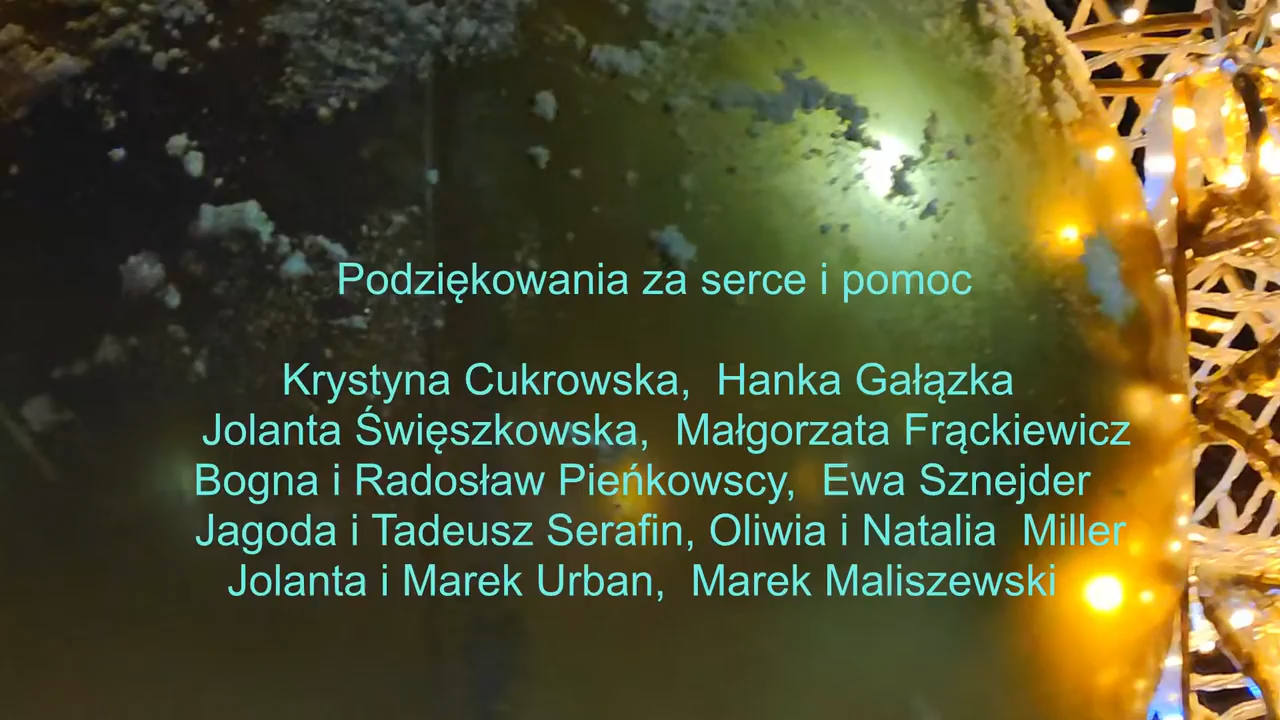 Podziękowania za serce i pomoc
Krystyna Cukrowska, Hanka Gałązka
Jolanta Święszkowska, Małgorzata Frąckiewicz
Bogna i Radosław Pieńkowscy, Ewa Sznejder
Jagoda i Tadeusz Serafin, Oliwia i Natalia Miller
Jolanta i Marek Urban, Marek Maliszewski